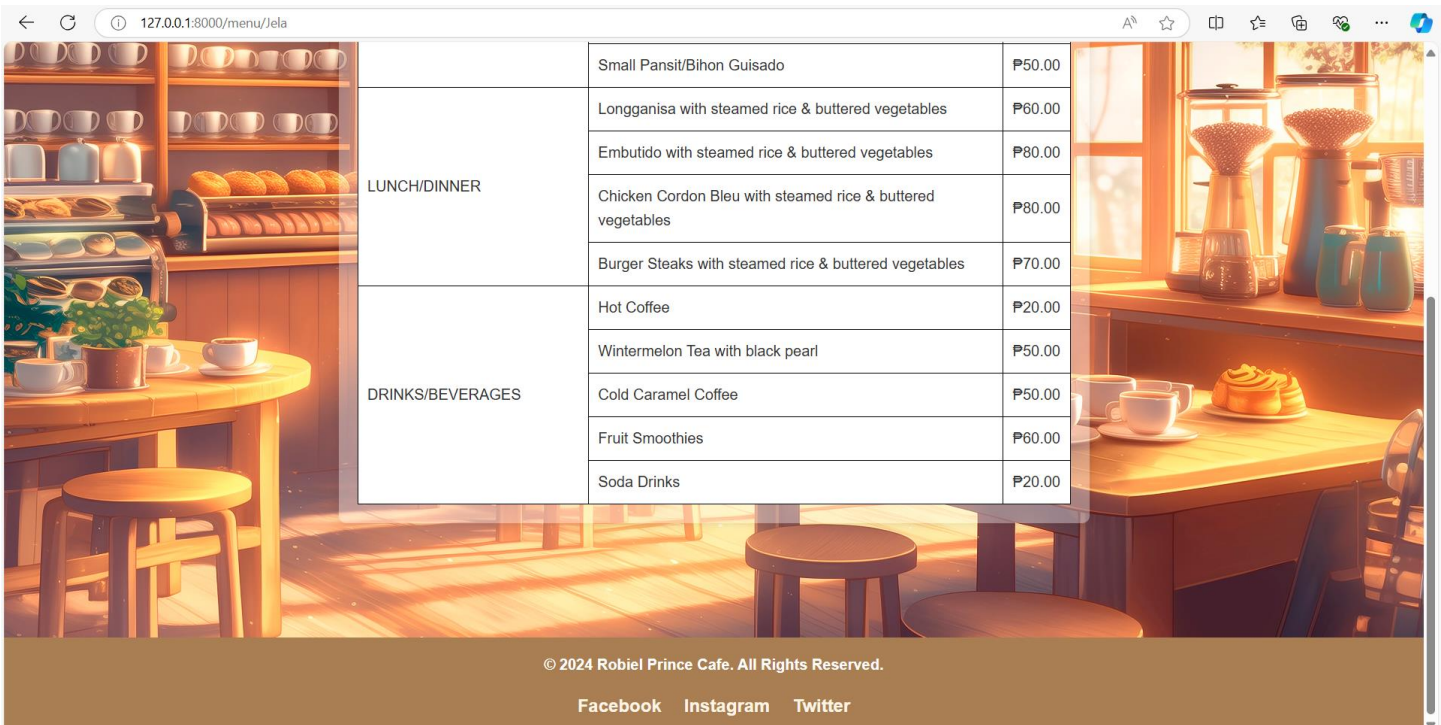 127.0.0.1:8000/menu/Jela
Small Pansit/Bihon Guisado ₱50.00
LUNCH/DINNER
Longganisa with steamed rice & buttered vegetables ₱60.00
Embutido with steamed rice & buttered vegetables ₱80.00
Chicken Cordon Bleu with steamed rice & buttered
vegetables
₱80.00
Burger Steaks with steamed rice & buttered vegetables ₱70.00
DRINKS/BEVERAGES
Hot Coffee ₱20.00
Wintermelon Tea with black pearl ₱50.00
Cold Caramel Coffee ₱50.00
Fruit Smoothies ₱60.00
Soda Drinks ₱20.00
© 2024 Robiel Prince Cafe. All Rights Reserved.
Facebook Instagram Twitter